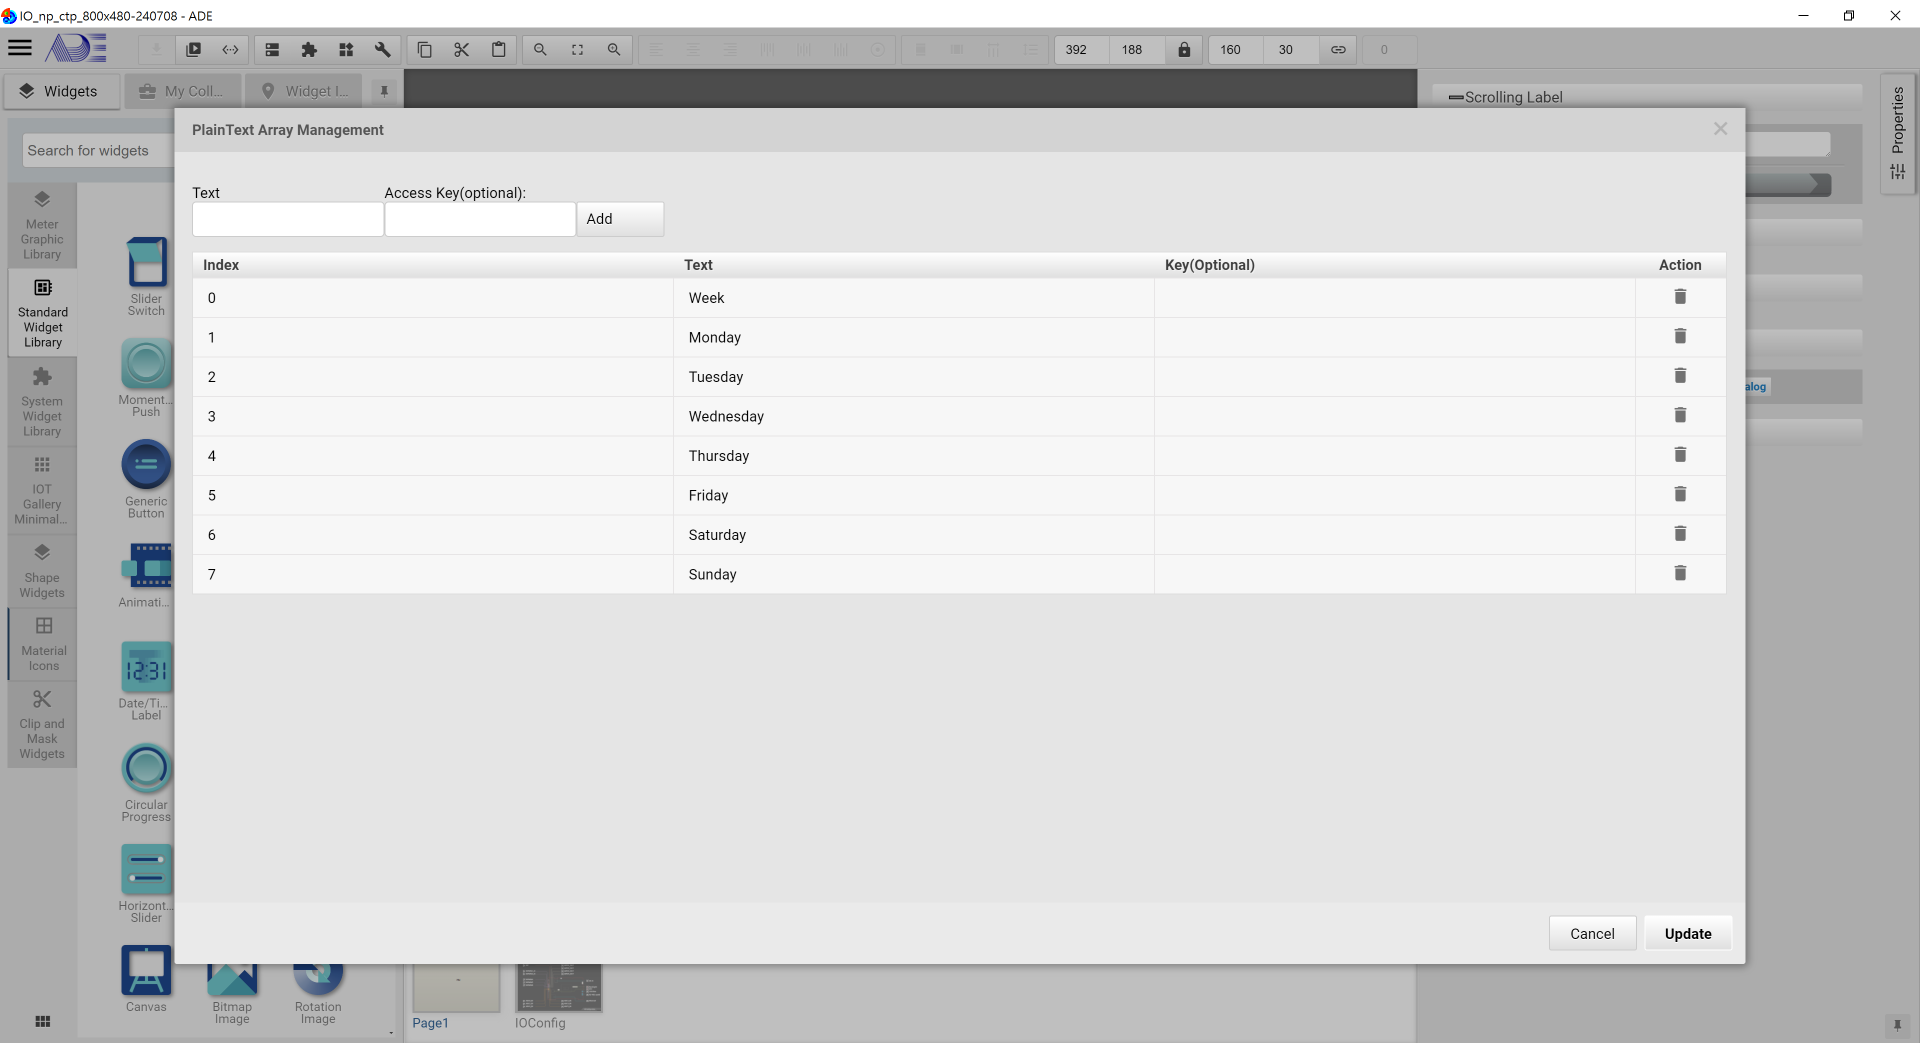 IO_np_ctp_800x480-240708 - ADE
ADE
392
188
160
30
0
Widgets
My Coll...
Widget I...
Scrolling Label
Properties
PlainText Array Management
Search for widgets
Text
Access Key(optional):
Add
Index
Text
Key(Optional)
Action
0
Week
1
Monday
2
Tuesday
3
Wednesday
4
Thursday
5
Friday
6
Saturday
7
Sunday
Cancel
Update
Meter
Graphic
Library
Standard
Widget
Library
System
Widget
Library
IOT
Gallery
Minimal...
Shape
Widgets
Material
Icons
Clip and
Mask
Widgets
Slider
Switch
Moment...
Push
Generic
Button
Animati...
12:31
Date/Ti...
Label
Circular
Progress
Horizont...
Slider
Canvas
Bitmap
Image
Rotation
Image
alog
Page1
IOConfig